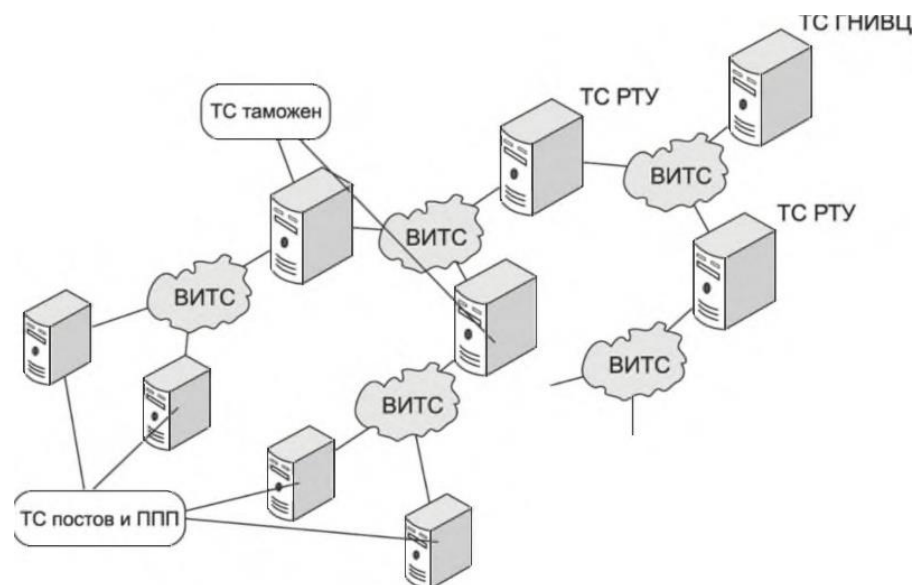 ТС ГНИВЦ
ТС РТУ
ТС таможен
ВИТС
ТС РТУ
ВИТС
ВИТС
ВИТС
ВИТС
ТС постов и ППП